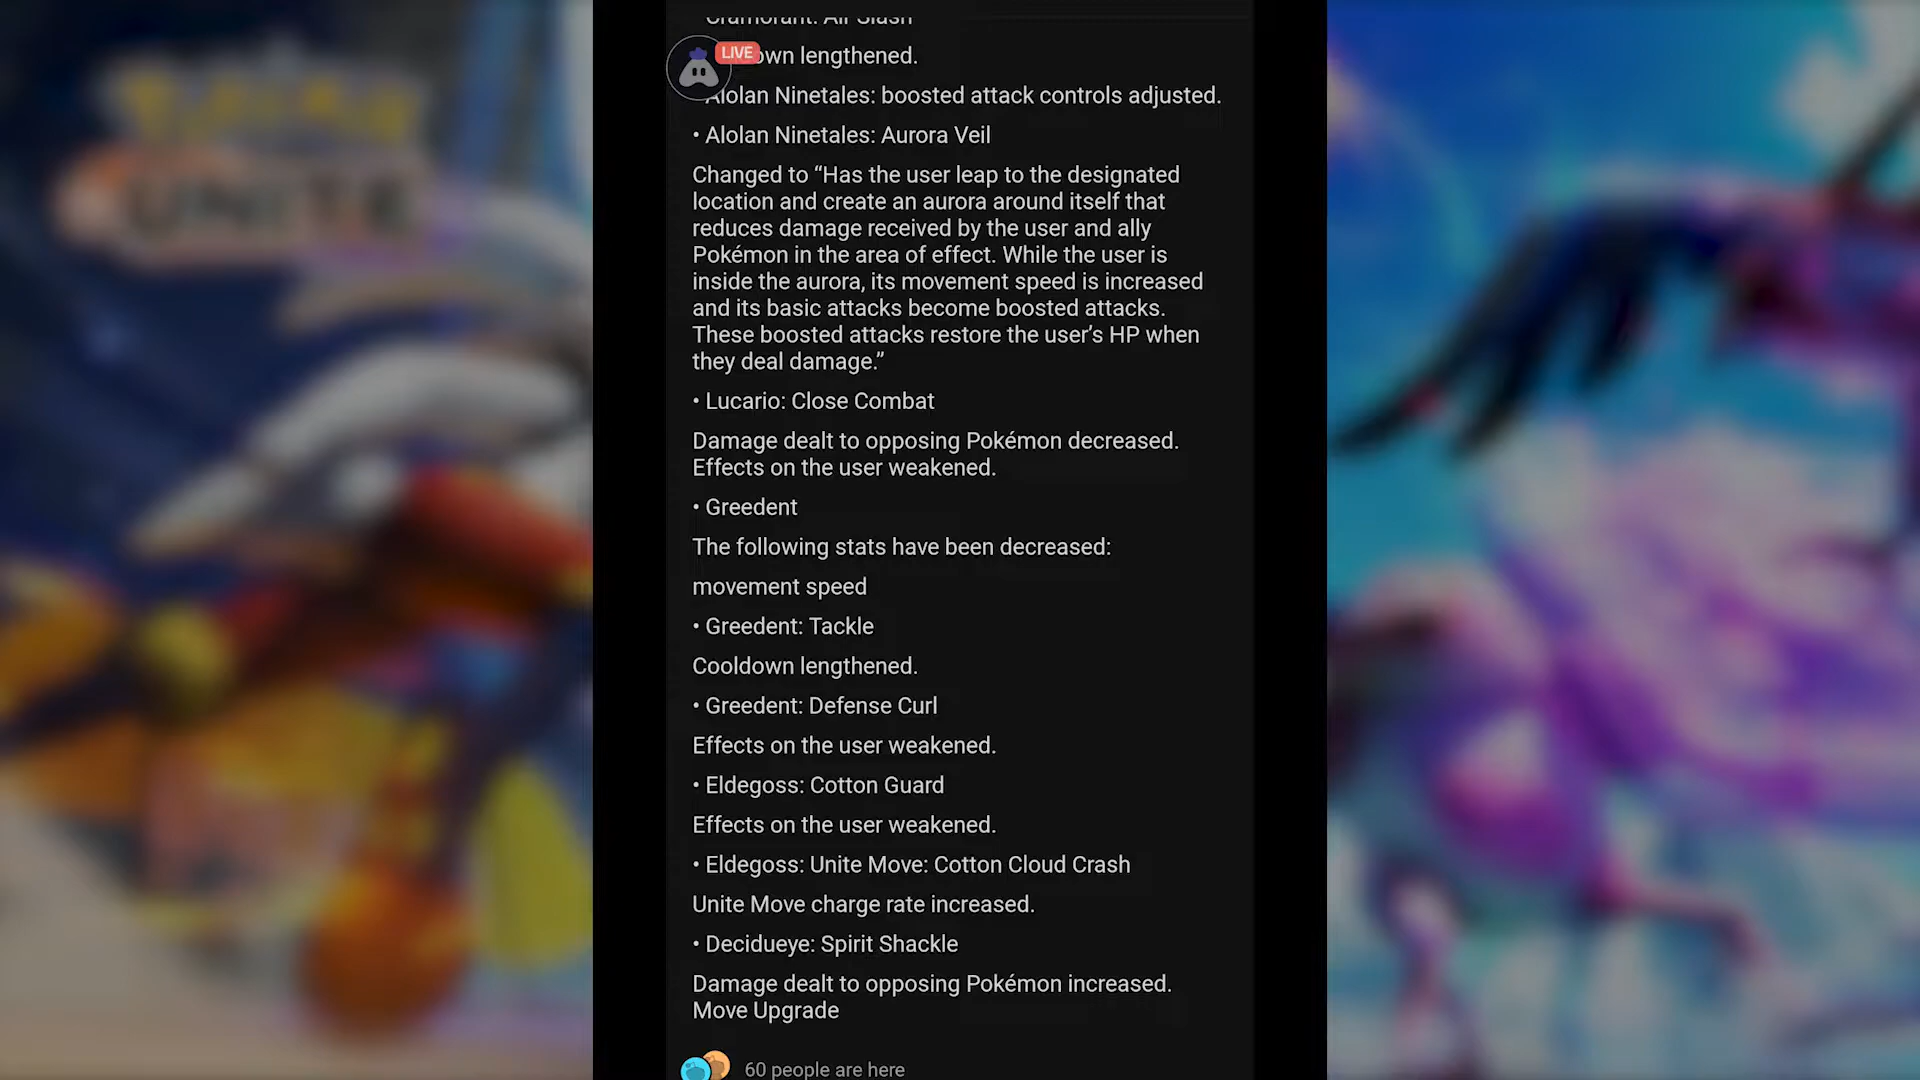 UNITE
Cramorant: Air Slash
LIVE
own lengthened.
Alolan Ninetales: boosted attack controls adjusted.
• Alolan Ninetales: Aurora Veil
Changed to “Has the user leap to the designated
location and create an aurora around itself that
reduces damage received by the user and ally
Pokémon in the area of effect. While the user is
inside the aurora, its movement speed is increased
and its basic attacks become boosted attacks.
These boosted attacks restore the user’s HP when
they deal damage.”
• Lucario: Close Combat
Damage dealt to opposing Pokémon decreased.
Effects on the user weakened.
• Greedent
The following stats have been decreased:
movement speed
• Greedent: Tackle
Cooldown lengthened.
• Greedent: Defense Curl
Effects on the user weakened.
• Eldegoss: Cotton Guard
Effects on the user weakened.
• Eldegoss: Unite Move: Cotton Cloud Crash
Unite Move charge rate increased.
• Decidueye: Spirit Shackle
Damage dealt to opposing Pokémon increased.
Move Upgrade
60 people are here